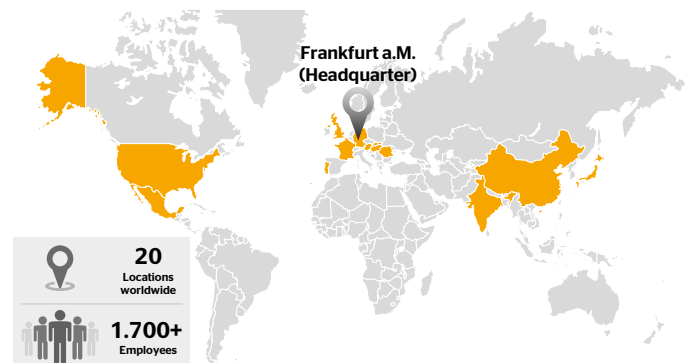 Frankfurt a.M.
(Headquarter)
20
Locations
worldwide
1.700+
Employees